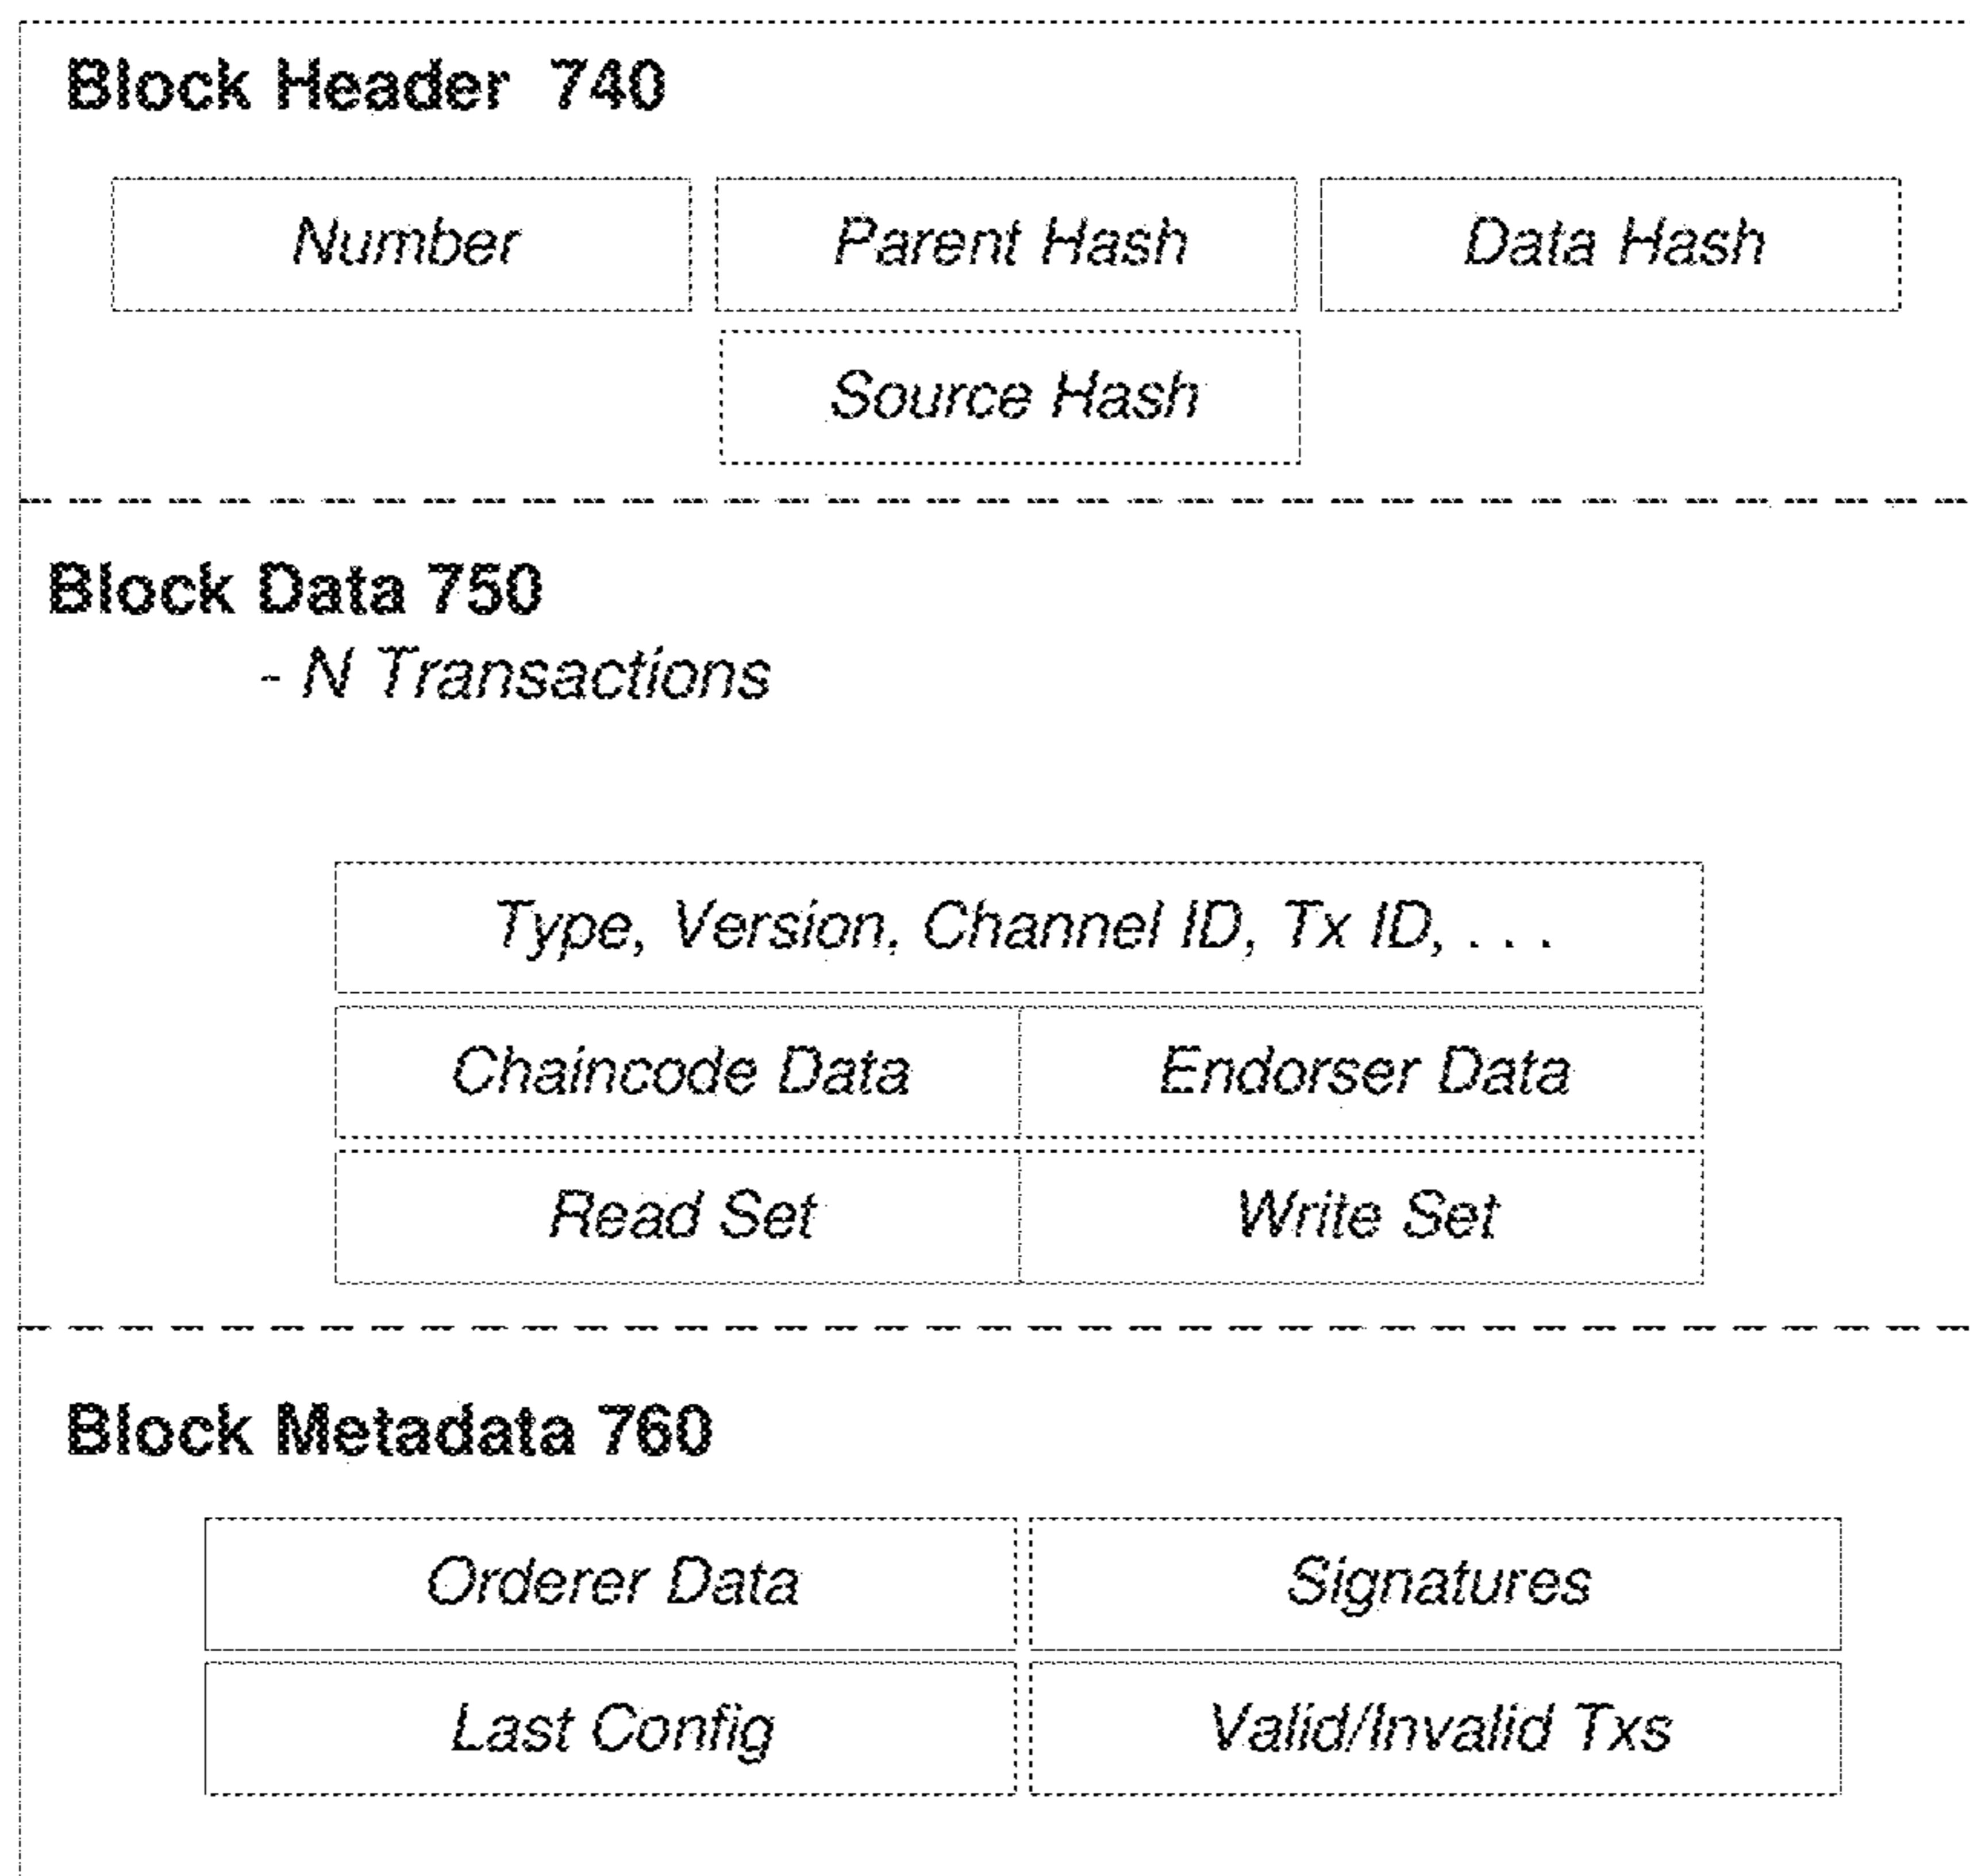 Block Header 740
Number
Parent Hash
Data Hash
Source Hash
Block Data 750
- N Transactions
Type, Version, Channel ID, Tx ID, . . .
Chaincode Data
Endorser Data
Read Set
Write Set
Block Metadata 760
Orderer Data
Signatures
Last Config
Valid/Invalid Txs